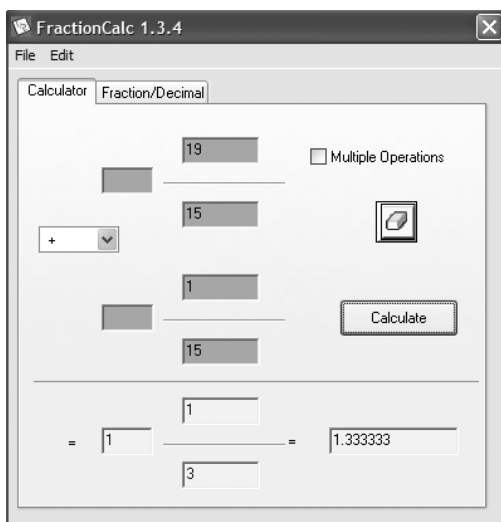 FractionCalc 1.3.4
File Edit
Calculator Fraction/Decimal
19
Multiple Operations
15
+
1
Calculate
15
1
= 1 = 1.333333
3